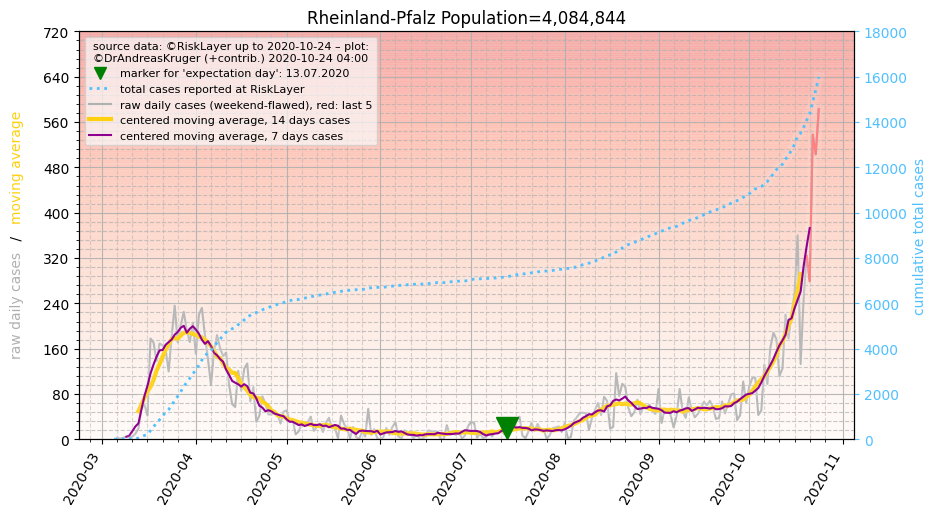 Rheinland-Pfalz Population=4,084,844
source data: ©RiskLayer up to 2020-10-24 – plot:
©DrAndreasKruger (+contrib.) 2020-10-24 04:00
marker for 'expectation day': 13.07.2020
total cases reported at RiskLayer
raw daily cases (weekend-flawed), red: last 5
centered moving average, 14 days cases
centered moving average, 7 days cases
raw daily cases / moving average
720
640
560
480
400
320
240
160
80
0
18000
16000
14000
12000
10000
8000
6000
4000
2000
0
cumulative total cases
2020-03
2020-04
2020-05
2020-06
2020-07
2020-08
2020-09
2020-10
2020-11